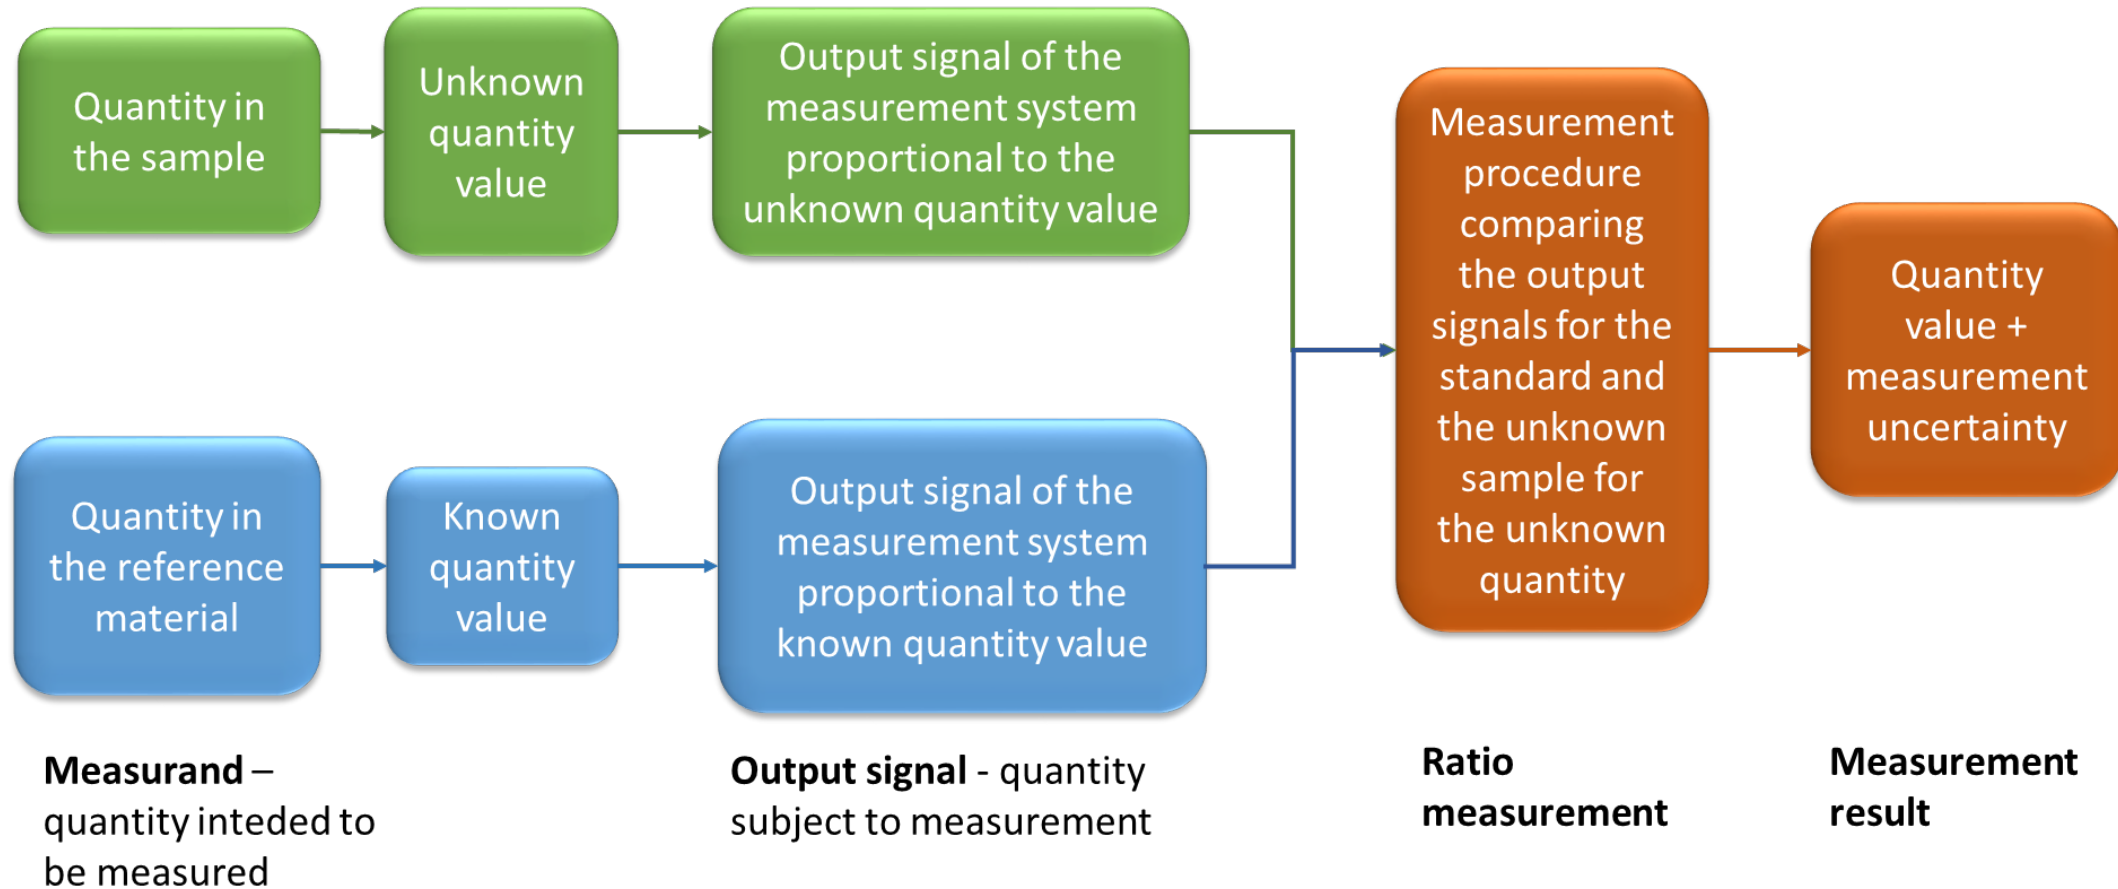 Quantity in
the sample
Unknown
quantity
value
Output signal of the
measurement system
proportional to the
unknown quantity value
Measurement
procedure
comparing
the output
signals for the
standard and
the unknown
sample for
the unknown
quantity
Quantity
value +
measurement
uncertainty
Quantity in
the reference
material
Known
quantity
value
Output signal of the
measurement system
proportional to the
known quantity value
Measurand –
quantity inteded to
be measured
Output signal - quantity
subject to measurement
Ratio
measurement
Measurement
result